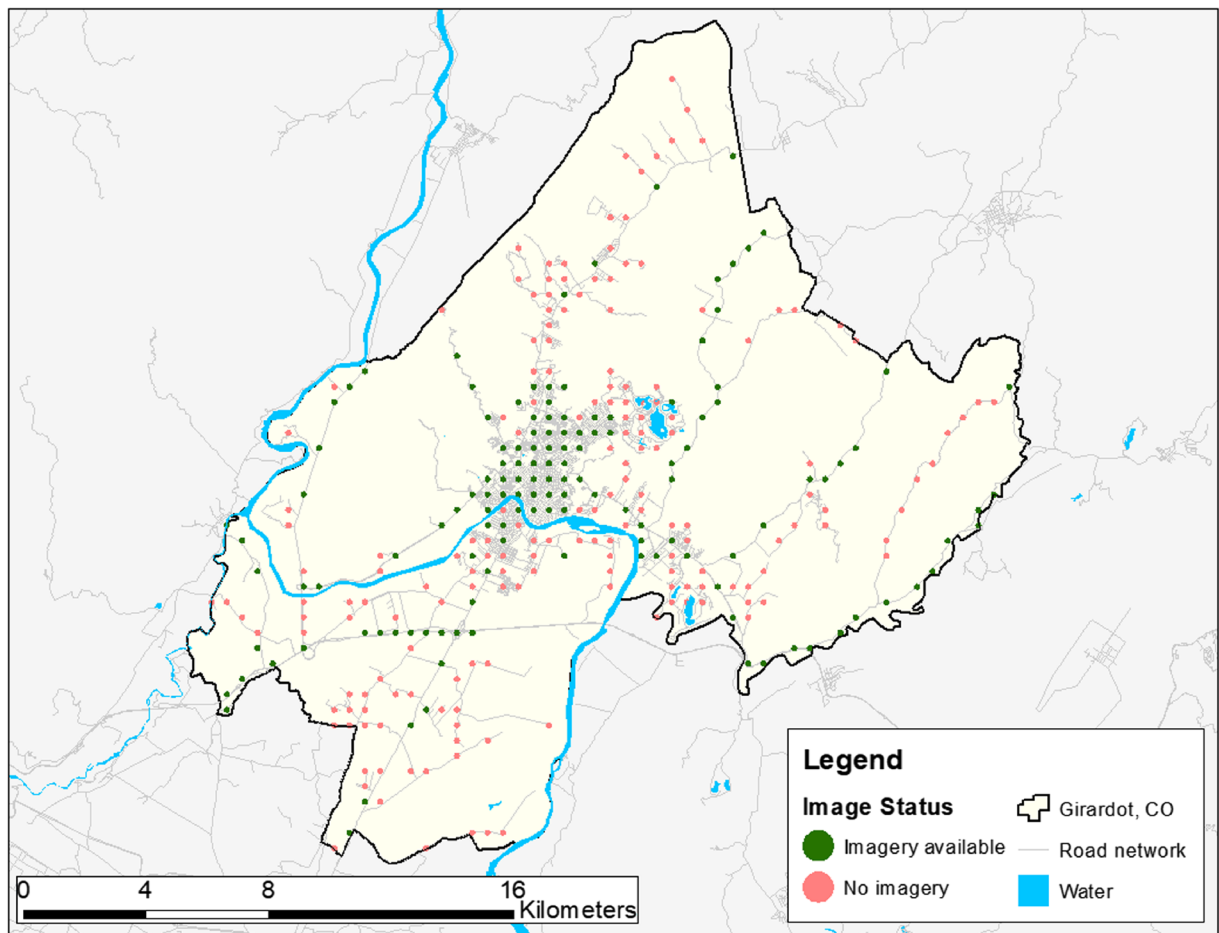 Legend
Image Status
Imagery available
No imagery
Girardot, CO
Road network
Water
0 4 8 16
Kilometers